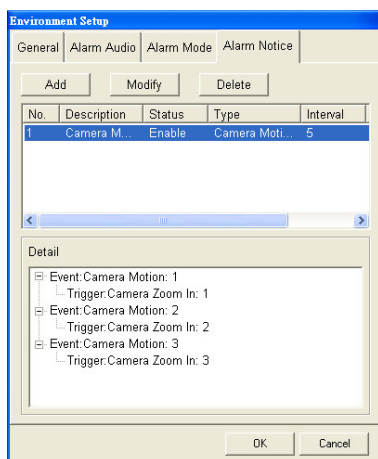 Environment Setup
General Alarm Audio Alarm Mode Alarm Notice
Add Modify Delete
No. Description Status Type Interval
1 Camera M... Enable Camera Moti... 5
Detail
Event:Camera Motion: 1
Trigger:Camera Zoom In: 1
Event:Camera Motion: 2
Trigger:Camera Zoom In: 2
Event:Camera Motion: 3
Trigger:Camera Zoom In: 3
OK Cancel